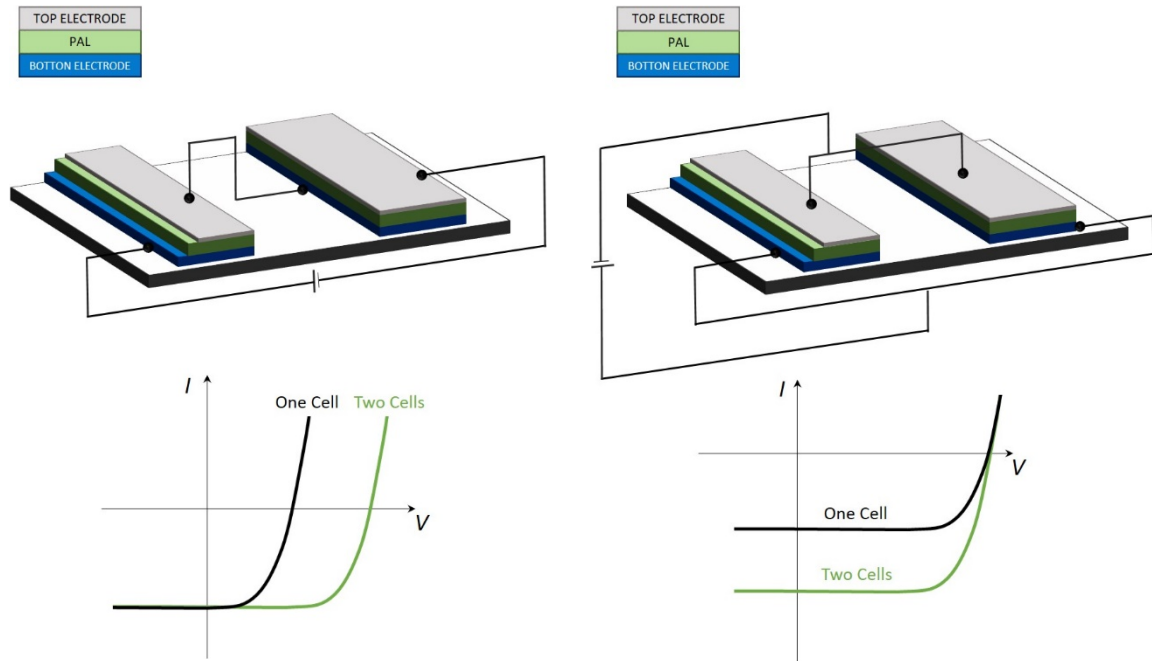 TOP ELECTRODE
PAL
BOTTON ELECTRODE
TOP ELECTRODE
PAL
BOTTON ELECTRODE
I
One Cell
Two Cells
V
I
V
One Cell
Two Cells